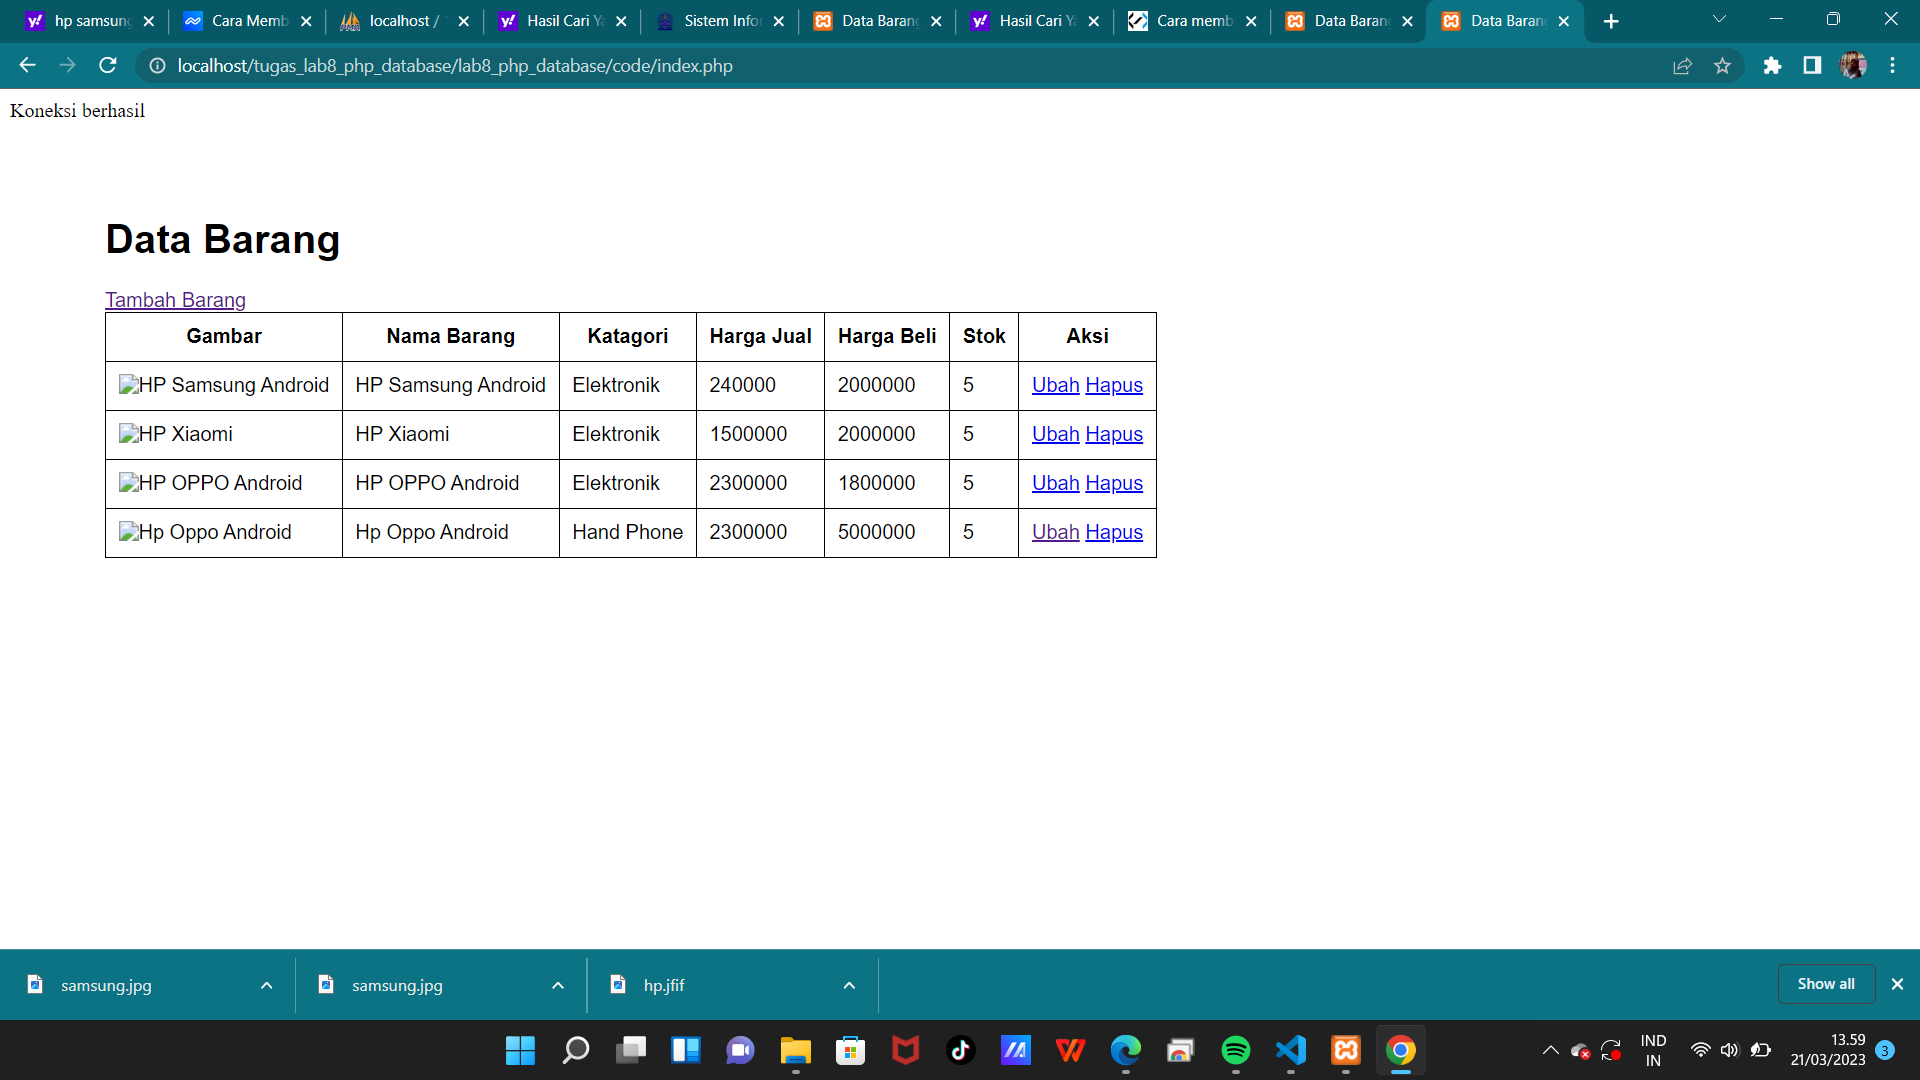 hp samsung
Cara Memb
localhost /
Hasil Cari Ya
Sistem Infor
Data Barang
Hasil Cari Ya
Cara memb
Data Barang
Data Barang
localhost/tugas_lab8_php_database/lab8_php_database/code/index.php
Koneksi berhasil
Data Barang
Tambah Barang
Gambar Nama Barang Katagori Harga Jual Harga Beli Stok Aksi
HP Samsung Android HP Samsung Android Elektronik 240000 2000000 5 Ubah Hapus
HP Xiaomi HP Xiaomi Elektronik 1500000 2000000 5 Ubah Hapus
HP OPPO Android HP OPPO Android Elektronik 2300000 1800000 5 Ubah Hapus
Hp Oppo Android Hp Oppo Android Hand Phone 2300000 5000000 5 Ubah Hapus
samsung.jpg
samsung.jpg
hp.jfif
Show all
IND
IN
13.59
21/03/2023
3